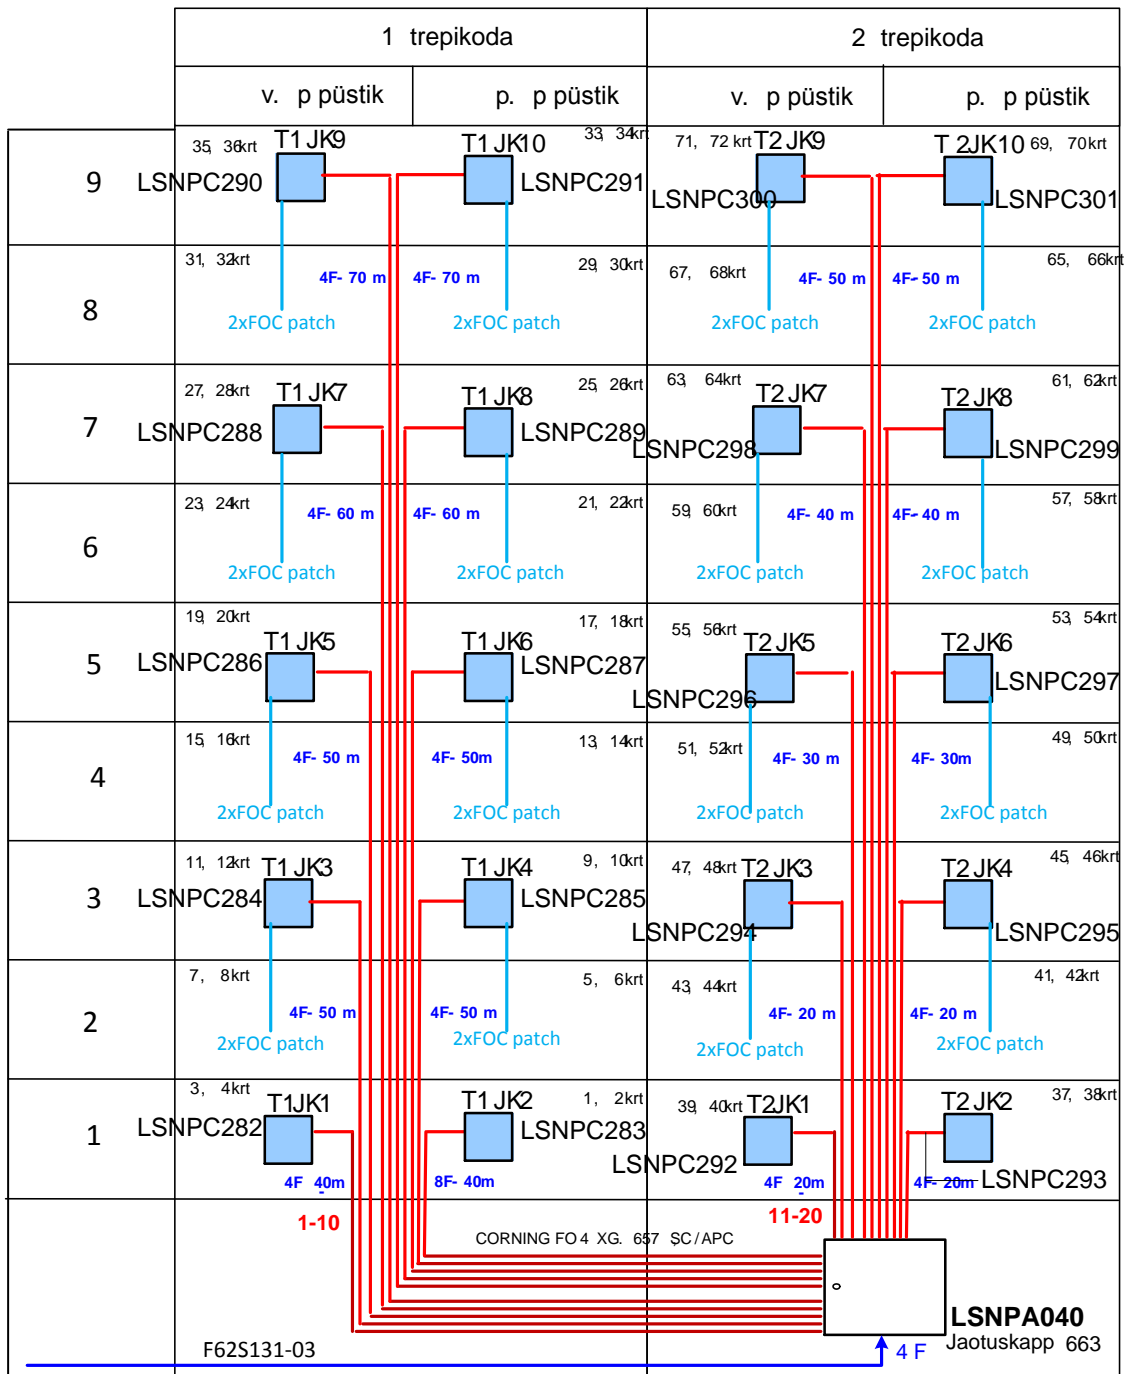 1 trepikoda
2 trepikoda
v. p püstik
p. p püstik
v. p püstik
p. p püstik
9
35, 36krt
T1 JK9
LSNPC290
T1 JK10
33, 34krt
LSNPC291
71, 72 krt
T2 JK9
LSNPC300
T 2JK10
69, 70krt
LSNPC301
8
31, 32krt
4F- 70 m
4F- 70 m
29, 30krt
67, 68krt
4F- 50 m
4F- 50 m
65, 66krt
2xFOC patch
2xFOC patch
2xFOC patch
2xFOC patch
7
27, 28krt
T1 JK7
LSNPC288
T1 JK8
25, 26krt
LSNPC289
63, 64krt
T2 JK7
LSNPC298
T2 JK8
61, 62krt
LSNPC299
6
23, 24krt
4F- 60 m
4F- 60 m
21, 22krt
59, 60krt
4F- 40 m
4F- 40 m
57, 58krt
2xFOC patch
2xFOC patch
2xFOC patch
2xFOC patch
5
19, 20krt
T1 JK5
LSNPC286
T1 JK6
17, 18krt
LSNPC287
55, 56krt
T2 JK5
LSNPC296
T2 JK6
53, 54krt
LSNPC297
4
15, 16krt
4F- 50 m
4F- 50m
13, 14krt
51, 52krt
4F- 30 m
4F- 30m
49, 50krt
2xFOC patch
2xFOC patch
2xFOC patch
2xFOC patch
3
11, 12krt
T1 JK3
LSNPC284
T1 JK4
9, 10krt
LSNPC285
47, 48krt
T2 JK3
LSNPC294
T2 JK4
45, 46krt
LSNPC295
2
7, 8krt
4F- 50 m
4F- 50 m
5, 6krt
43, 44krt
4F- 20 m
4F- 20 m
41, 42krt
2xFOC patch
2xFOC patch
2xFOC patch
2xFOC patch
1
3, 4krt
T1JK1
LSNPC282
T1 JK2
1, 2krt
LSNPC283
39, 40krt
T2JK1
LSNPC292
T2 JK2
37, 38krt
LSNPC293
4F- 40m
8F- 40m
4F- 20m
4F- 20m
1-10
11-20
CORNING FO 4 XG. 657 SC/APC
LSNPA040
Jaotuskapp 663
F62S131-03
4 F